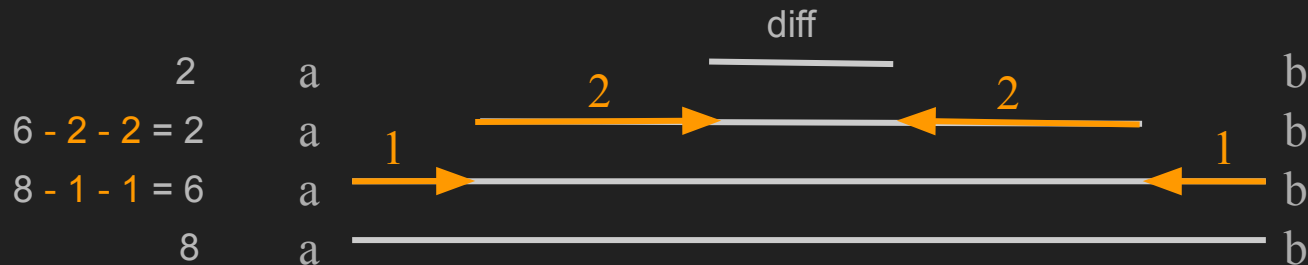 diff
2 a b
2 2
6 - 2 - 2 = 2 a b
1 1
8 - 1 - 1 = 6 a b
8 a b